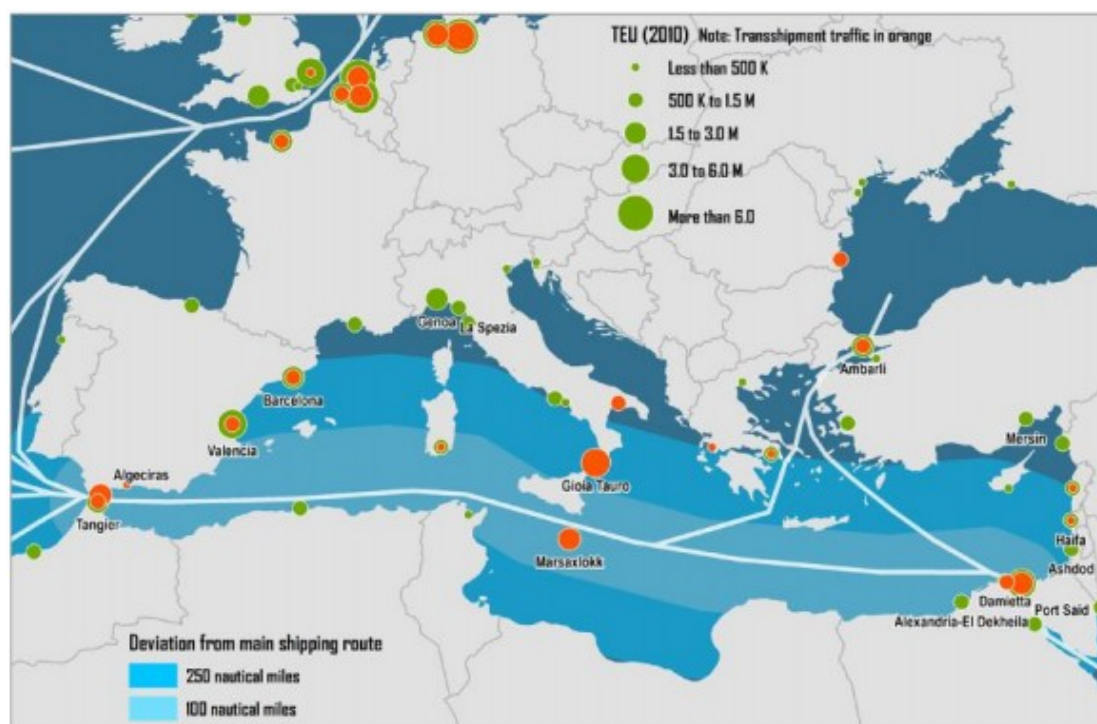 TEU (2010) Note: Transshipment traffic in orange
Less than 500 K
500 K to 1.5 M
1.5 to 3.0 M
3.0 to 6.0 M
More than 6.0
Genoa
La Spezia
Barcelona
Valencia
Ambarli
Mersin
Algeciras
Tangier
Gioia Tauro
Marsaxlokk
Haifa
Ashdod
Damietta
Port Said
Alexandria-El Dekheila
Deviation from main shipping route
250 nautical miles
100 nautical miles